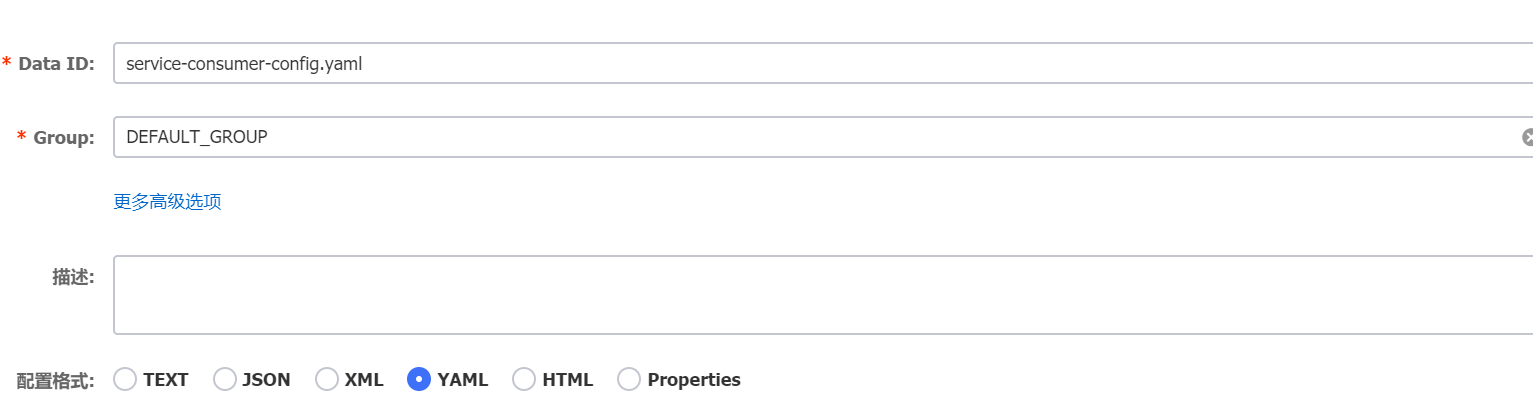 * Data ID: service-consumer-config.yaml
* Group: DEFAULT_GROUP
更多高级选项
描述:
配置格式: TEXT JSON XML YAML HTML Properties